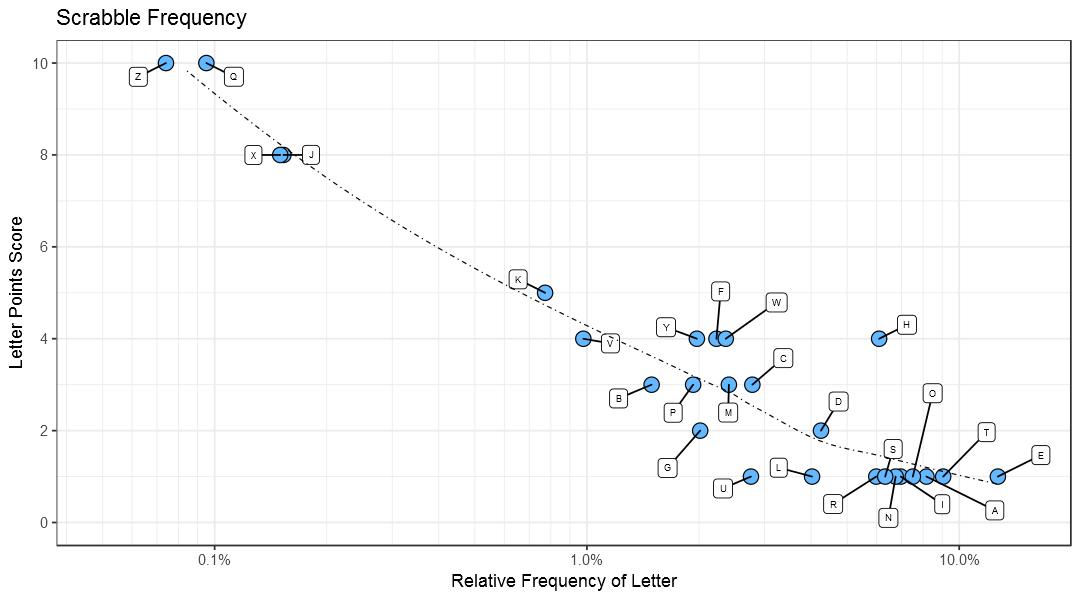 Scrabble Frequency
Letter Points Score
10
8
6
4
2
0
Z
Q
X
J
K
V
Y
F
W
H
B
P
M
C
G
D
O
U
L
S
T
E
R
N
I
A
0.1%
1.0%
10.0%
Relative Frequency of Letter